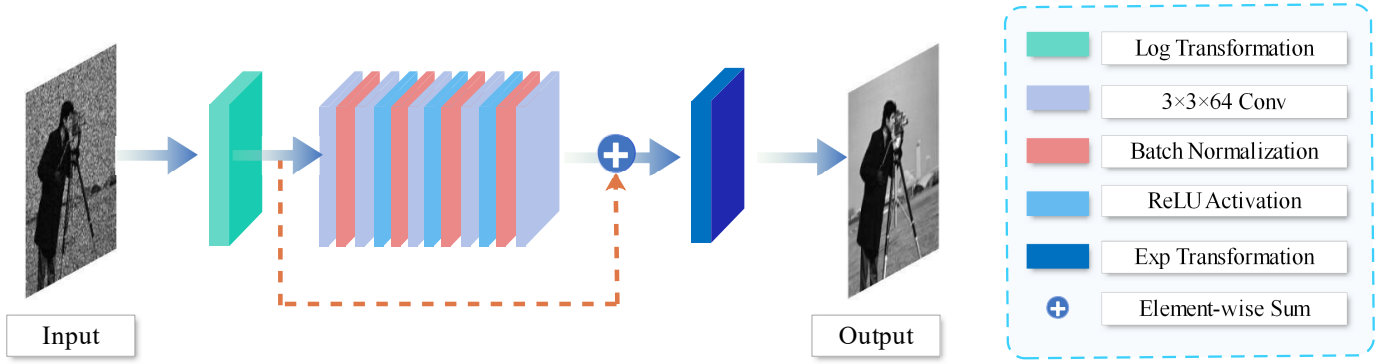 Input
Output
Log Transformation
3×3×64 Conv
Batch Normalization
ReLU Activation
Exp Transformation
Element-wise Sum